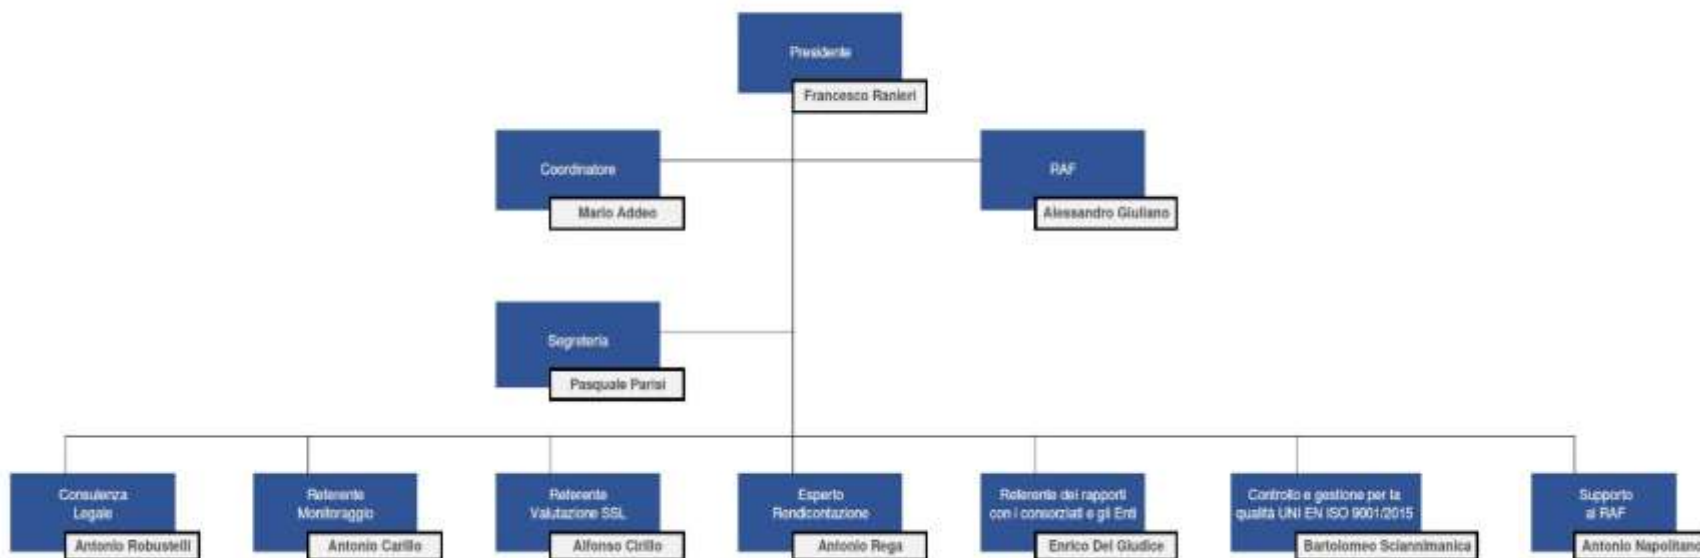 Presidente
Francesco Ranieri
Coordinatore
Mario Addeo
RAF
Alessandro Giuliano
Segreteria
Pasquale Parisi
Consulenza
Legale
Antonio Robustelli
Referente
Monitoraggio
Antonio Carillo
Referente
Valutazione SSL
Alfonso Cirillo
Esperto
Rendicontazione
Antonio Rega
Referente dei rapporti
con i consorziati e gli Enti
Enrico Del Giudice
Controllo e gestione per la
qualità UNI EN ISO 9001/2015
Bartolomeo Sciannimanica
Supporto
al RAF
Antonio Napolitano